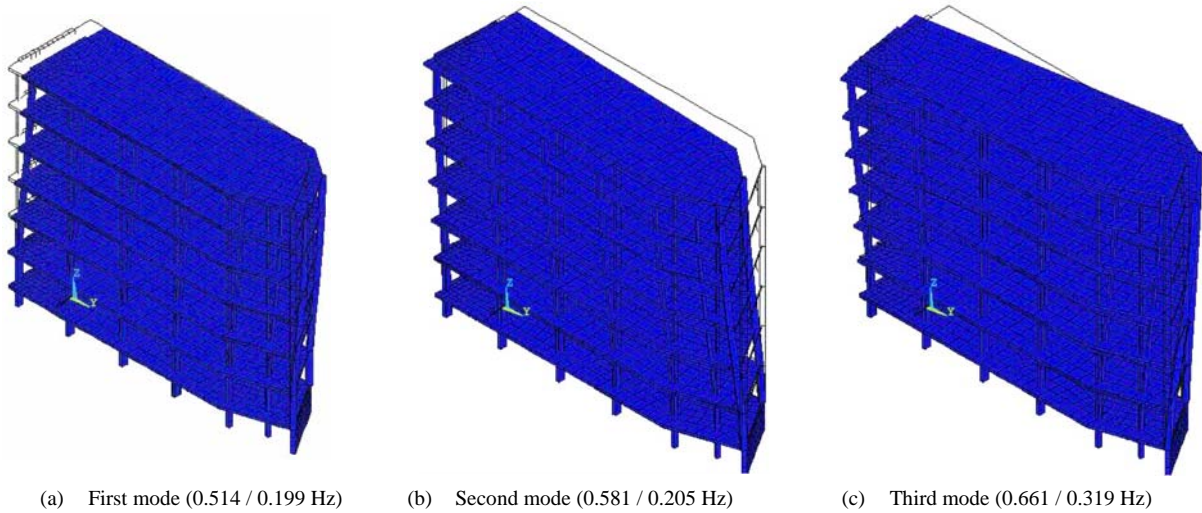 Z
Y
Z
Y
Z
Y
(a) First mode (0.514 / 0.199 Hz)
(b) Second mode (0.581 / 0.205 Hz)
(c) Third mode (0.661 / 0.319 Hz)